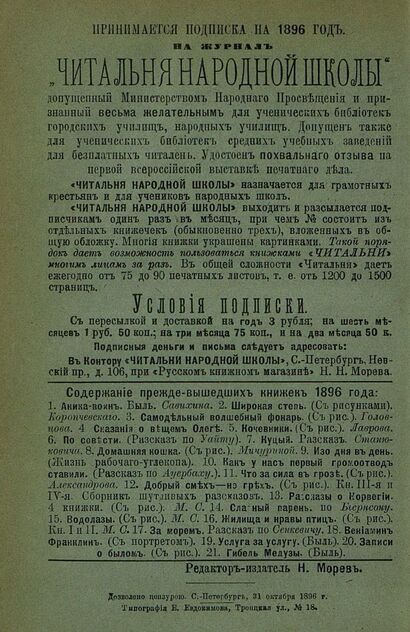 ПРИНИМАЕТСЯ ПОДПИСКА НА 1896 ГОДЪ.
НА ЖУРНАЛЪ
„ЧИТАЛЬНЯ НАРОДНОЙ ШКОЛЫ“
допущенный Министерствомъ Народнаго Просвѣщенія и при-
знанный весьма желательнымъ для ученическихъ библіотекъ
городскихъ училищъ, народныхъ училищъ. Допущенъ также
для ученическихъ библіотекъ среднихъ учебныхъ заведеній
для безплатныхъ читаленъ. Удостоенъ похвальнаго отзыва на
первой всероссійской выставкѣ печатнаго дѣла.
«ЧИТАЛЬНЯ НАРОДНОЙ ШКОЛЫ» назначается для грамотныхъ
крестьянъ и для учениковъ народныхъ школъ.
«ЧИТАЛЬНЯ НАРОДНОЙ ШКОЛЫ» выходитъ и разсылается под-
писчикамъ одинъ разъ въ мѣсяцъ, при чемъ № состоитъ изъ
отдѣльныхъ книжечекъ (обыкновенно трехъ), вложенныхъ въ об-
щую обложку. Многія книжки украшены картинками. Такой поря-
докъ даетъ возможность пользоваться книжками «ЧИТАЛЬНИ»
многимъ лицамъ за разъ. Въ общей сложности «Читальня» даетъ
ежегодно отъ 75 до 90 печатныхъ листовъ, т. е. отъ 1200 до 1500
страницъ.
УСЛОВІЯ ПОДПИСКИ.
Съ пересылкой и доставкой на годъ 3 рубля; на шесть мѣ-
сяцевъ 1 руб. 50 коп.; на три мѣсяца 75 коп., и на два мѣсяца 50 к.
Подписныя деньги и письма слѣдуетъ адресовать:
Въ Контору «ЧИТАЛЬНИ НАРОДНОЙ ШКОЛЫ», С.-Петербургъ, Нев-
скій пр., д. 106, при «Русскомъ книжномъ магазинѣ» Н. Н. Морева.
Содержаніе прежде-вышедшихъ книжекъ 1896 года:
1. Аника-воинъ. Быль. Савихина. 2. Широкая степь. (Съ рисунками).
Корончевскаго. 3. Самодѣльный волшебный фонарь. (Съ рис.). Голов-
цова. 4 Сказанія о вѣщемъ Олегѣ. 5. Кочевники. (Съ рис.). Лаврова.
6. По совѣсти. (Разсказъ по Уайту). 7. Куцый. Разсказъ. Станю-
ковича. 8. Домашняя кошка. (Съ рис.). Мичуриной. 9. Изо дня въ день.
(Жизнь рабочаго-углекопа). 10. Какъ у насъ первый громоотводъ
ставили. (Разсказъ по Ауербаху.). 11. Что за сила въ грозѣ. (Съ рис.).
Александрова. 12. Добрый смѣхъ—не грѣхъ. (Съ рис.). Кн. III-я и
IV-я. Сборникъ шутливыхъ разсказовъ. 13. Разсказы о Норвегіи.
4 книжки. (Съ рис.). М. С. 14. Славный парень. по Бьернсону.
15. Водолазы. (Съ рис.). М. С. 16. Жилища и нравы птицъ. (Съ рис.).
Кн. I и II. М. С. 17. За моремъ. Разсказъ по Сенкевичу. 18. Веніаминъ
Франклинъ. (Съ портретомъ). 19. Услуга за услугу. (Быль). 20. Записи
о быломъ. (Съ рис.). 21. Гибель Медузы. (Быль).
Редакторъ-издатель Н. Моревъ.
Дозволено цензурою. С.-Петербургъ, 31 октября 1896 г.
Типографія Е. Евдокимова, Троицкая ул., № 18.